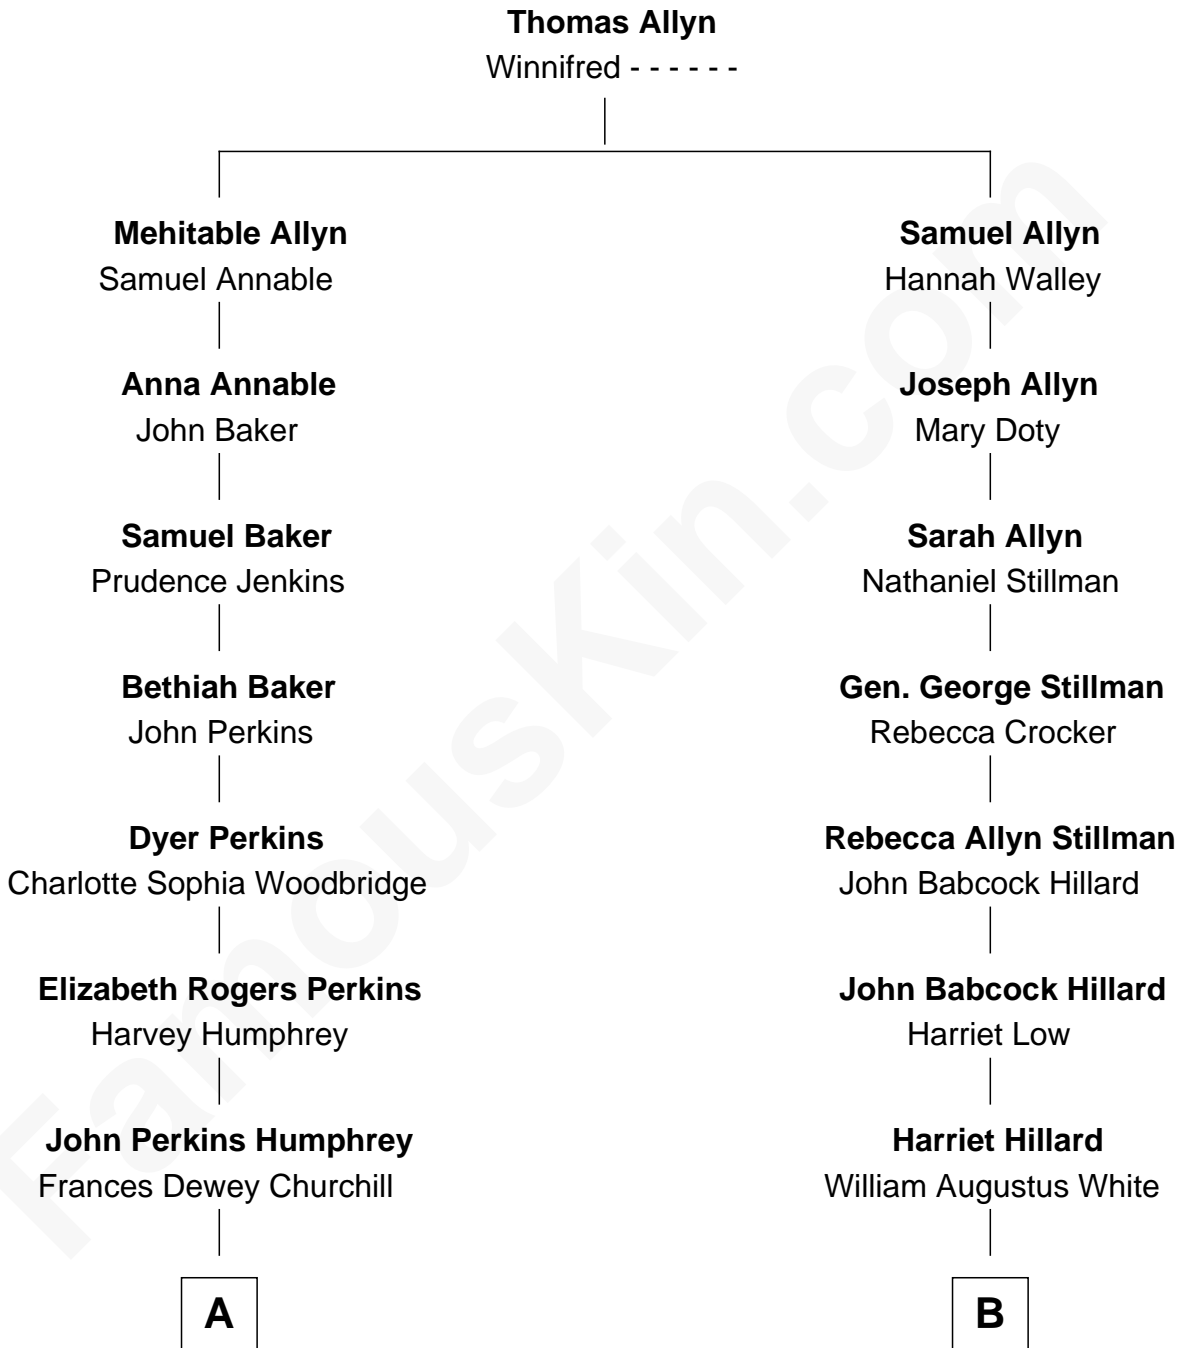 Thomas Allyn
Winnifred - - - - - -
Mehitable Allyn
Samuel Annable
Samuel Allyn
Hannah Walley
Anna Annable
John Baker
Joseph Allyn
Mary Doty
Samuel Baker
Prudence Jenkins
Sarah Allyn
Nathaniel Stillman
Bethiah Baker
John Perkins
Gen. George Stillman
Rebecca Crocker
Dyer Perkins
Charlotte Sophia Woodbridge
Rebecca Allyn Stillman
John Babcock Hillard
Elizabeth Rogers Perkins
Harvey Humphrey
John Babcock Hillard
Harriet Low
John Perkins Humphrey
Frances Dewey Churchill
Harriet Hillard
William Augustus White
A
B
FamousKin.com